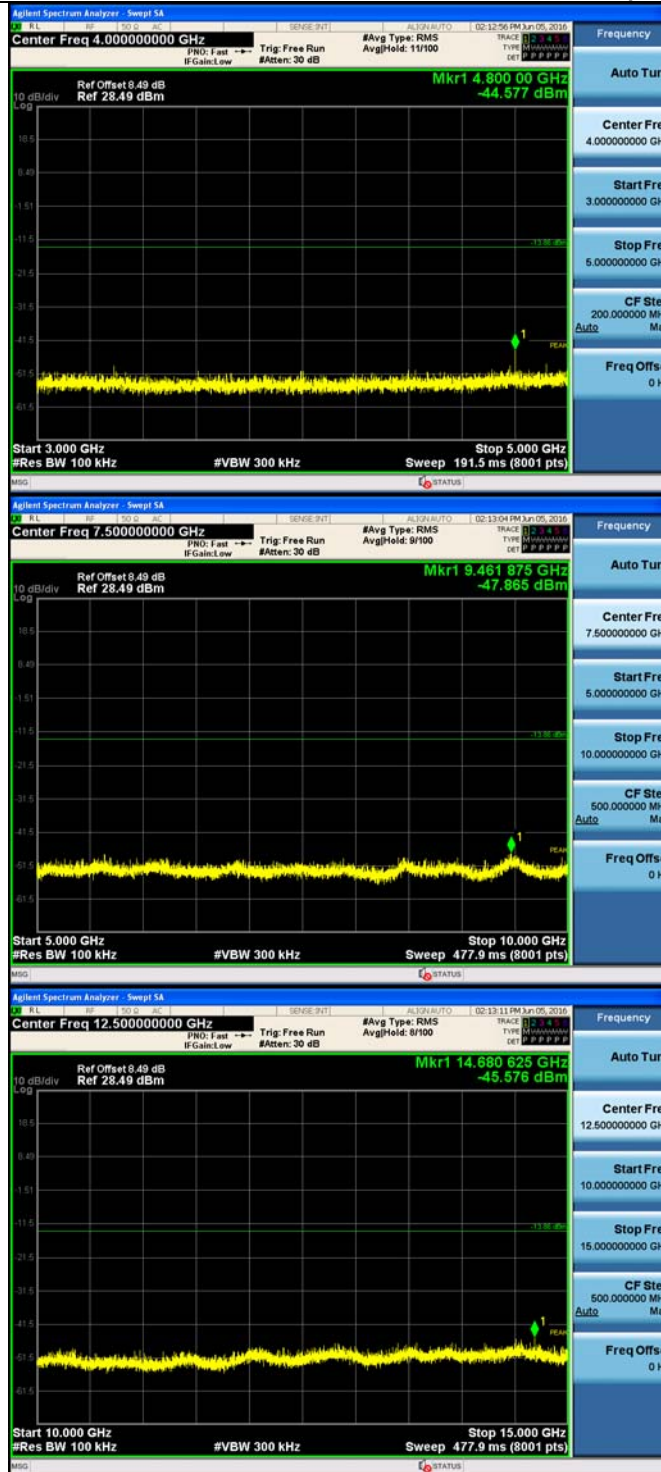 Agilent Spectrum Analyzer - Swept SA
RL RF 50 Ω AC SENSE:INT ALIGN AUTO 02:12:56 PM Jun 05, 2016
Center Freq 4.000000000 GHz
PNO: Fast
IFGain:Low
Trig: Free Run
#Atten: 30 dB
#Avg Type: RMS
Avg|Hold: 11/100
TRACE 1 2 3 4 5 6
TYPE
DET P P P P P P
Ref Offset 8.49 dB
10 dB/div Ref 28.49 dBm
Log
Mkr1 4.800 00 GHz
-44.577 dBm
18.5
8.49
-1.51
-11.5
-21.5
-31.5
-41.5
-51.5
-61.5
-13.86 dBm
1
PEAK
Start 3.000 GHz Stop 5.000 GHz
#Res BW 100 kHz #VBW 300 kHz Sweep 191.5 ms (8001 pts)
MSG STATUS
Frequency
Auto Tun
Center Fre
4.000000000 GH
Start Fre
3.000000000 GH
Stop Fre
5.000000000 GH
CF Ste
200.000000 MH
Auto Ma
Freq Offs
0 H
Agilent Spectrum Analyzer - Swept SA
RL RF 50 Ω AC SENSE:INT ALIGN AUTO 02:13:04 PM Jun 05, 2016
Center Freq 7.500000000 GHz
PNO: Fast
IFGain:Low
Trig: Free Run
#Atten: 30 dB
#Avg Type: RMS
Avg|Hold: 9/100
TRACE 1 2 3 4 5 6
TYPE
DET P P P P P P
Ref Offset 8.49 dB
10 dB/div Ref 28.49 dBm
Log
Mkr1 9.461 875 GHz
-47.865 dBm
18.5
8.49
-1.51
-11.5
-21.5
-31.5
-41.5
-51.5
-61.5
-13.86 dBm
1
PEAK
Start 5.000 GHz Stop 10.000 GHz
#Res BW 100 kHz #VBW 300 kHz Sweep 477.9 ms (8001 pts)
MSG STATUS
Frequency
Auto Tun
Center Fre
7.500000000 GH
Start Fre
5.000000000 GH
Stop Fre
10.000000000 GH
CF Ste
500.000000 MH
Auto Ma
Freq Offs
0 H
Agilent Spectrum Analyzer - Swept SA
RL RF 50 Ω AC SENSE:INT ALIGN AUTO 02:13:11 PM Jun 05, 2016
Center Freq 12.500000000 GHz
PNO: Fast
IFGain:Low
Trig: Free Run
#Atten: 30 dB
#Avg Type: RMS
Avg|Hold: 8/100
TRACE 1 2 3 4 5 6
TYPE
DET P P P P P P
Ref Offset 8.49 dB
10 dB/div Ref 28.49 dBm
Log
Mkr1 14.680 625 GHz
-45.576 dBm
18.5
8.49
-1.51
-11.5
-21.5
-31.5
-41.5
-51.5
-61.5
-13.86 dBm
1
PEAK
Start 10.000 GHz Stop 15.000 GHz
#Res BW 100 kHz #VBW 300 kHz Sweep 477.9 ms (8001 pts)
MSG STATUS
Frequency
Auto Tun
Center Fre
12.500000000 GH
Start Fre
10.000000000 GH
Stop Fre
15.000000000 GH
CF Ste
500.000000 MH
Auto Ma
Freq Offs
0 H